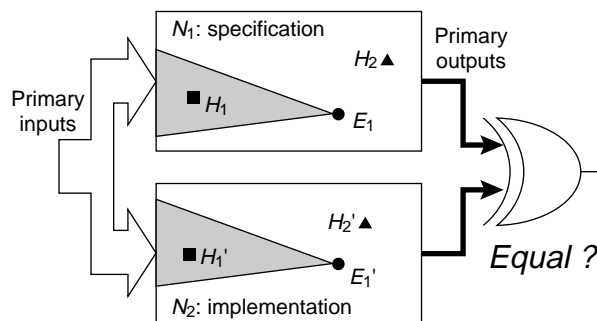 N₁: specification
H₂
Primary outputs
Primary inputs
H₁
E₁
H₂'
H₁'
E₁'
Equal ?
N₂: implementation